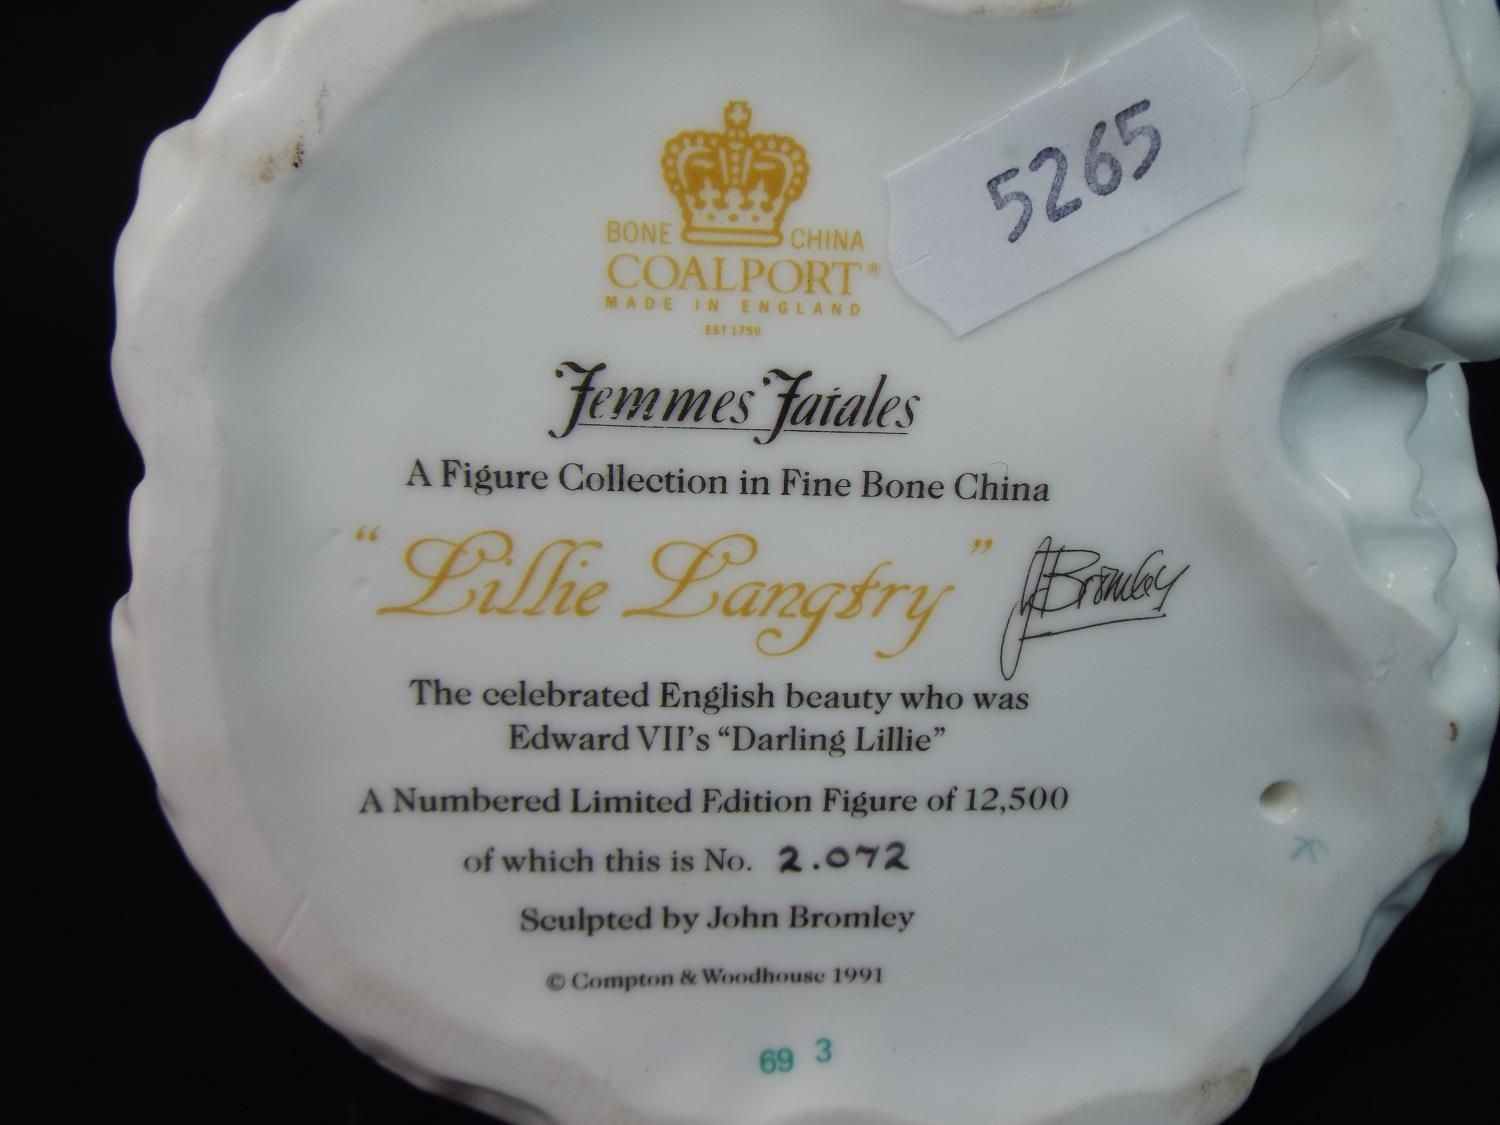 5265
BONE CHINA
COALPORT®
MADE IN ENGLAND
EST 1750
Femmes Fatales
A Figure Collection in Fine Bone China
“Lillie Langtry”
J Bromley
The celebrated English beauty who was
Edward VII's “Darling Lillie”
A Numbered Limited Edition Figure of 12,500
of which this is No. 2.072
Sculpted by John Bromley
© Compton & Woodhouse 1991
69 3